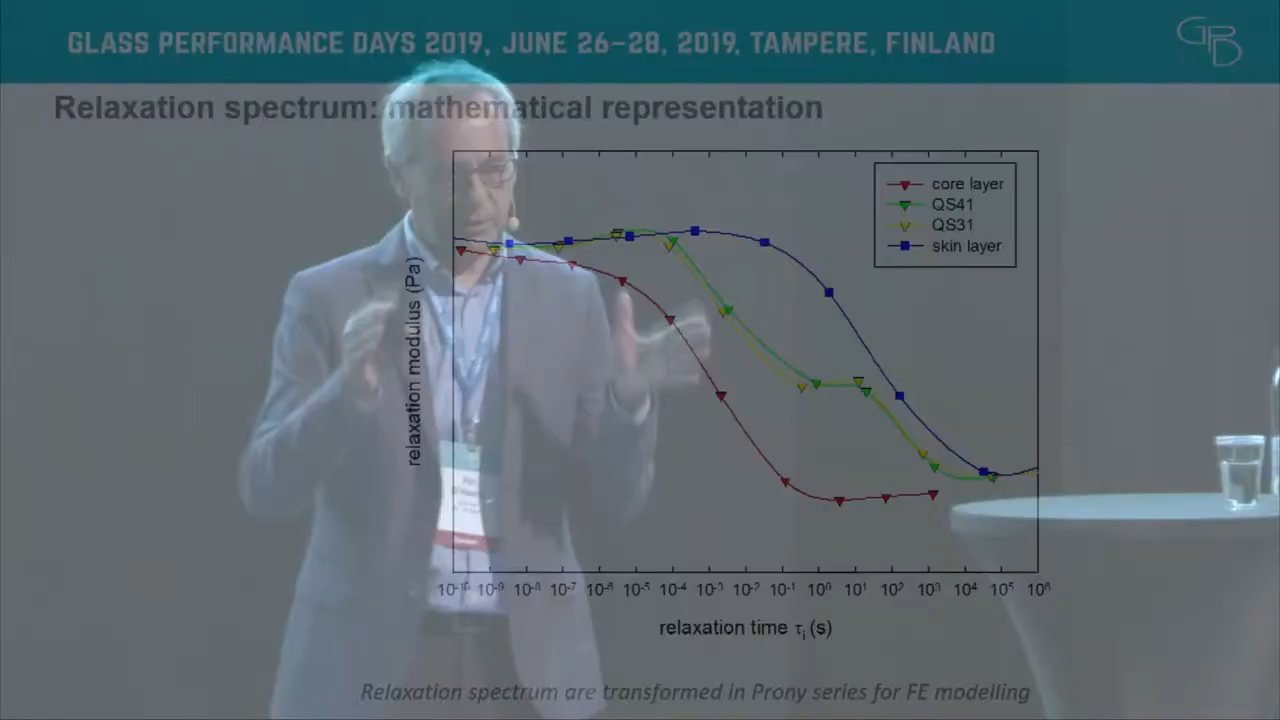 GLASS PERFORMANCE DAYS 2019, JUNE 26–28, 2019, TAMPERE, FINLAND
GPD
Relaxation spectrum: mathematical representation
core layer
QS41
QS31
skin layer
relaxation modulus (Pa)
10⁻¹⁰ 10⁻⁹ 10⁻⁸ 10⁻⁷ 10⁻⁶ 10⁻⁵ 10⁻⁴ 10⁻³ 10⁻² 10⁻¹ 10⁰ 10¹ 10² 10³ 10⁴ 10⁵ 10⁶
relaxation time τᵢ (s)
Relaxation spectrum are transformed in Prony series for FE modelling